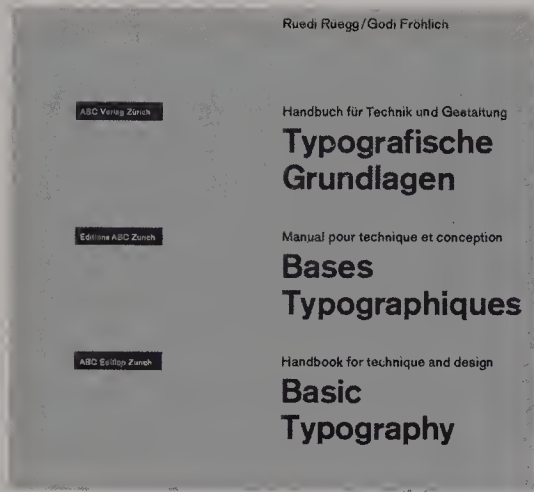 Ruedi Ruegg/Godi Fröhlich
ABC Verlag Zürich
Handbuch für Technik und Gestaltung
Typografische
Grundlagen
Editions ABC Zurich
Manual pour technique et conception
Bases
Typographiques
ABC Edition Zurich
Handbook for technique and design
Basic
Typography